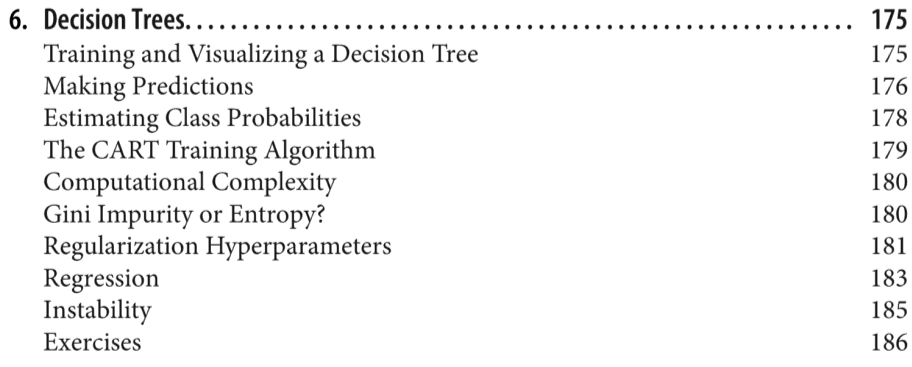 6. Decision Trees. . . . . . . . . . . . . . . . . . . . . . . . . . . . . . . . . . . . . . . . . . . . . . . . . . . . . . . . . . . . . . . . . . 175
Training and Visualizing a Decision Tree 175
Making Predictions 176
Estimating Class Probabilities 178
The CART Training Algorithm 179
Computational Complexity 180
Gini Impurity or Entropy? 180
Regularization Hyperparameters 181
Regression 183
Instability 185
Exercises 186